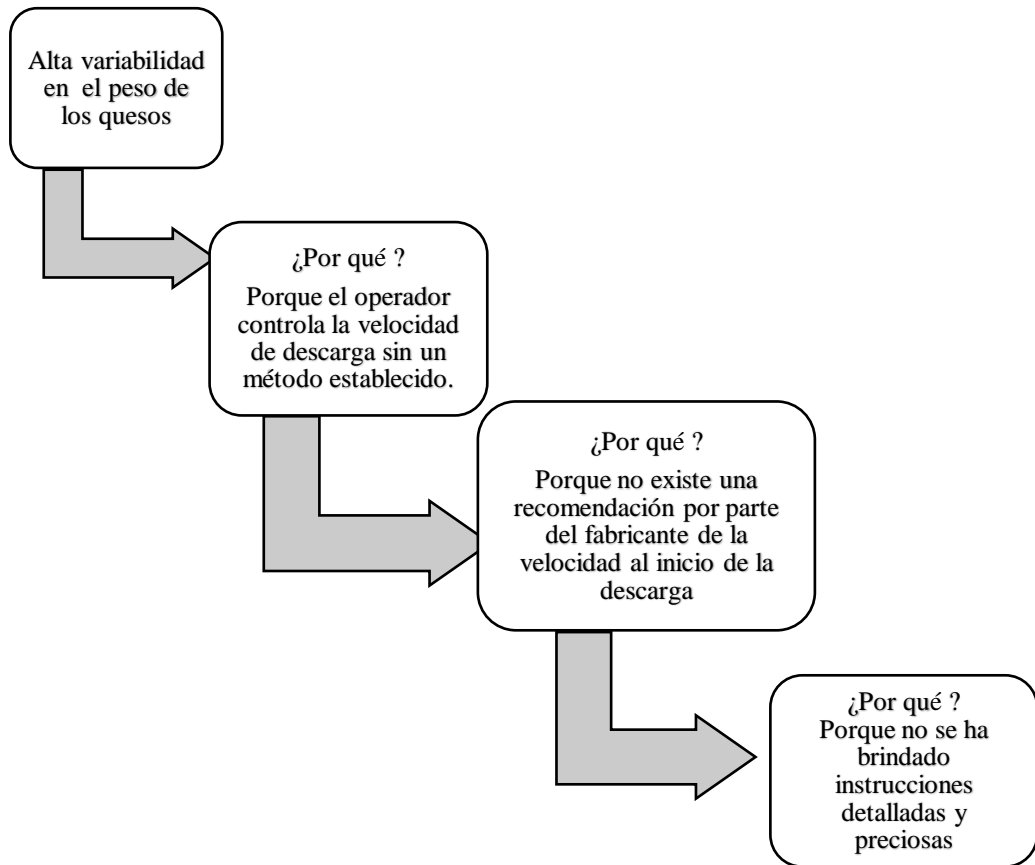 Alta variabilidad
en el peso de
los quesos
¿Por qué ?
Porque el operador
controla la velocidad
de descarga sin un
método establecido.
¿Por qué ?
Porque no existe una
recomendación por parte
del fabricante de la
velocidad al inicio de la
descarga
¿Por qué ?
Porque no se ha
brindado
instrucciones
detalladas y
preciosas